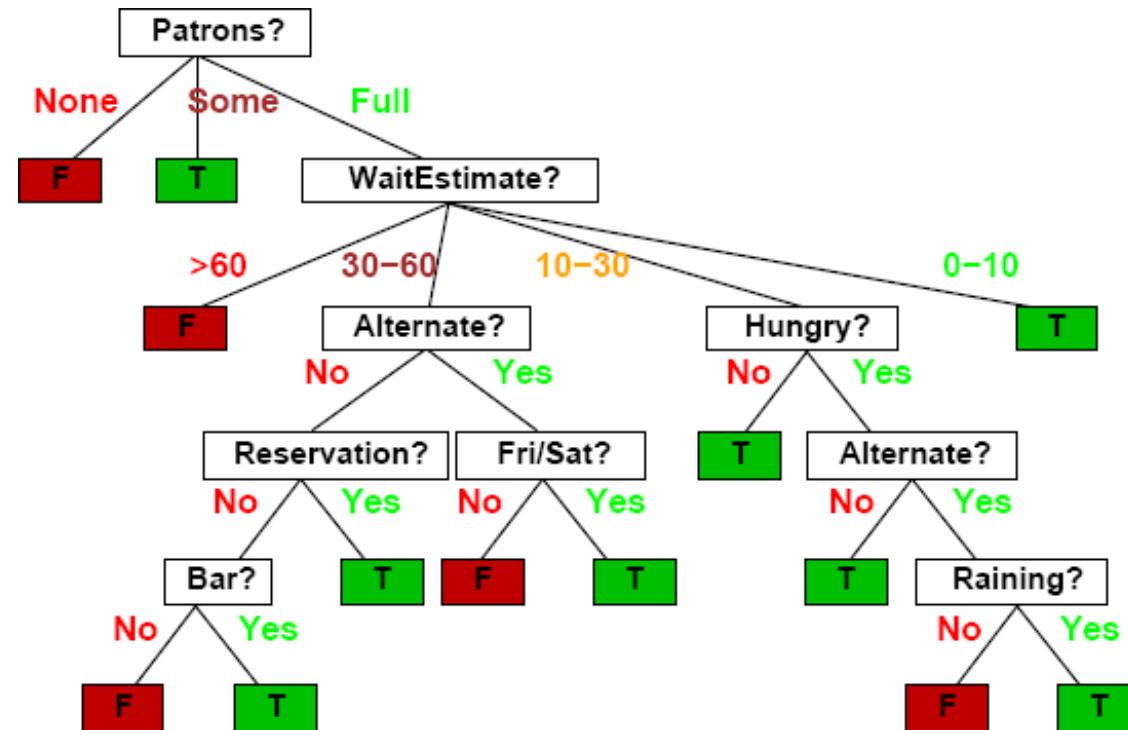 Patrons?
None Some Full
F T WaitEstimate?
>60 30−60 10−30 0−10
F Alternate? Hungry? T
No Yes No Yes
Reservation? Fri/Sat? T Alternate?
No Yes No Yes No Yes
Bar? T F T T Raining?
No Yes No Yes
F T F T